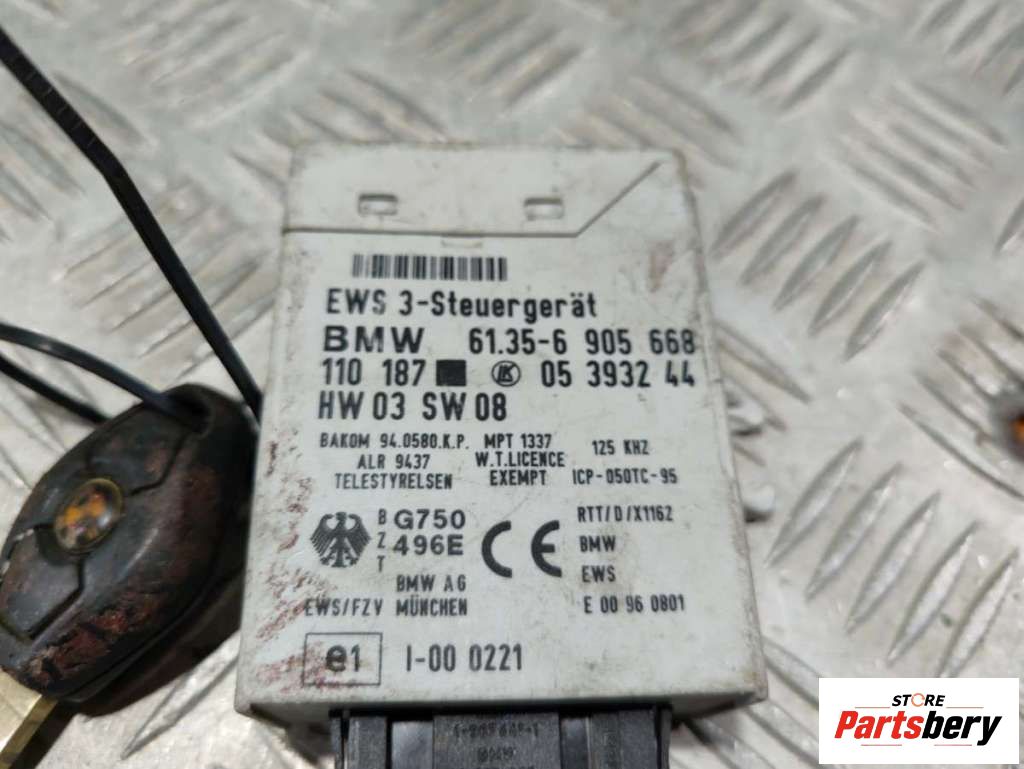 EWS 3-Steuergerät
BMW 61.35-6 905 668
110 187 LK 05 3932 44
HW 03 SW 08
BAKOM 94.0580.K.P. MPT 1337 125 KHZ
ALR 9437 W.T.LICENCE
TELESTYRELSEN EXEMPT ICP-050TC-95
BZT G750 496E CE RTT/D/X1162
BMW
EWS
BMW AG
EWS/FZV MÜNCHEN E 00 96 0801
e1 I-00 0221
STORE
Partsbery